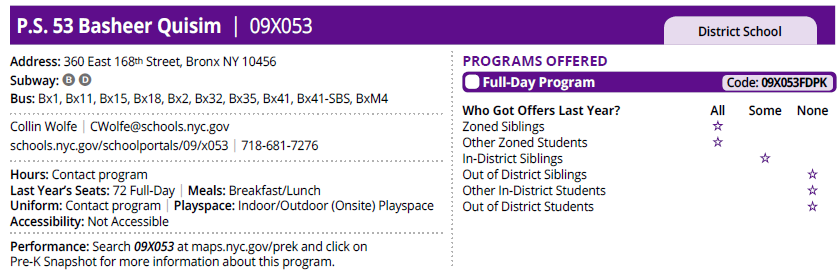 P.S. 53 Basheer Quisim | 09X053
District School
Address: 360 East 168th Street, Bronx NY 10456
Subway: B D
Bus: Bx1, Bx11, Bx15, Bx18, Bx2, Bx32, Bx35, Bx41, Bx41-SBS, BxM4
Collin Wolfe | CWolfe@schools.nyc.gov
schools.nyc.gov/schoolportals/09/x053 | 718-681-7276
Hours: Contact program
Last Year's Seats: 72 Full-Day | Meals: Breakfast/Lunch
Uniform: Contact program | Playspace: Indoor/Outdoor (Onsite) Playspace
Accessibility: Not Accessible
Performance: Search 09X053 at maps.nyc.gov/prek and click on
Pre-K Snapshot for more information about this program.
PROGRAMS OFFERED
Full-Day Program Code: 09X053FDPK
Who Got Offers Last Year? All Some None
Zoned Siblings ☆
Other Zoned Students ☆
In-District Siblings ☆
Out of District Siblings ☆
Other In-District Students ☆
Out of District Students ☆